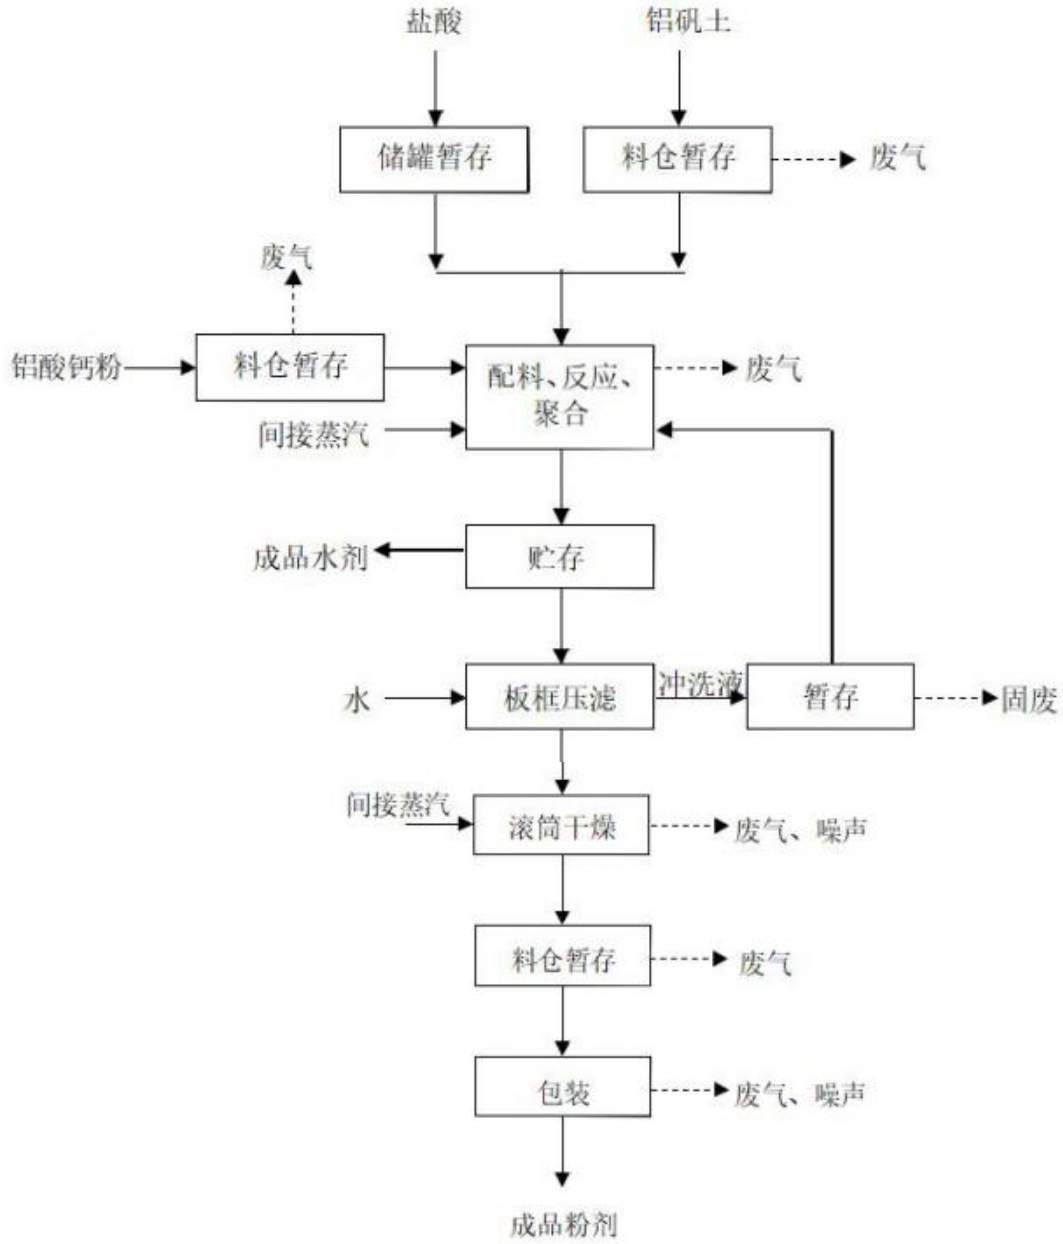 盐酸
铝矾土
储罐暂存
料仓暂存
废气
废气
铝酸钙粉
料仓暂存
配料、反应、
聚合
废气
间接蒸汽
成品水剂
贮存
水
板框压滤
冲洗液
暂存
固废
间接蒸汽
滚筒干燥
废气、噪声
料仓暂存
废气
包装
废气、噪声
成品粉剂